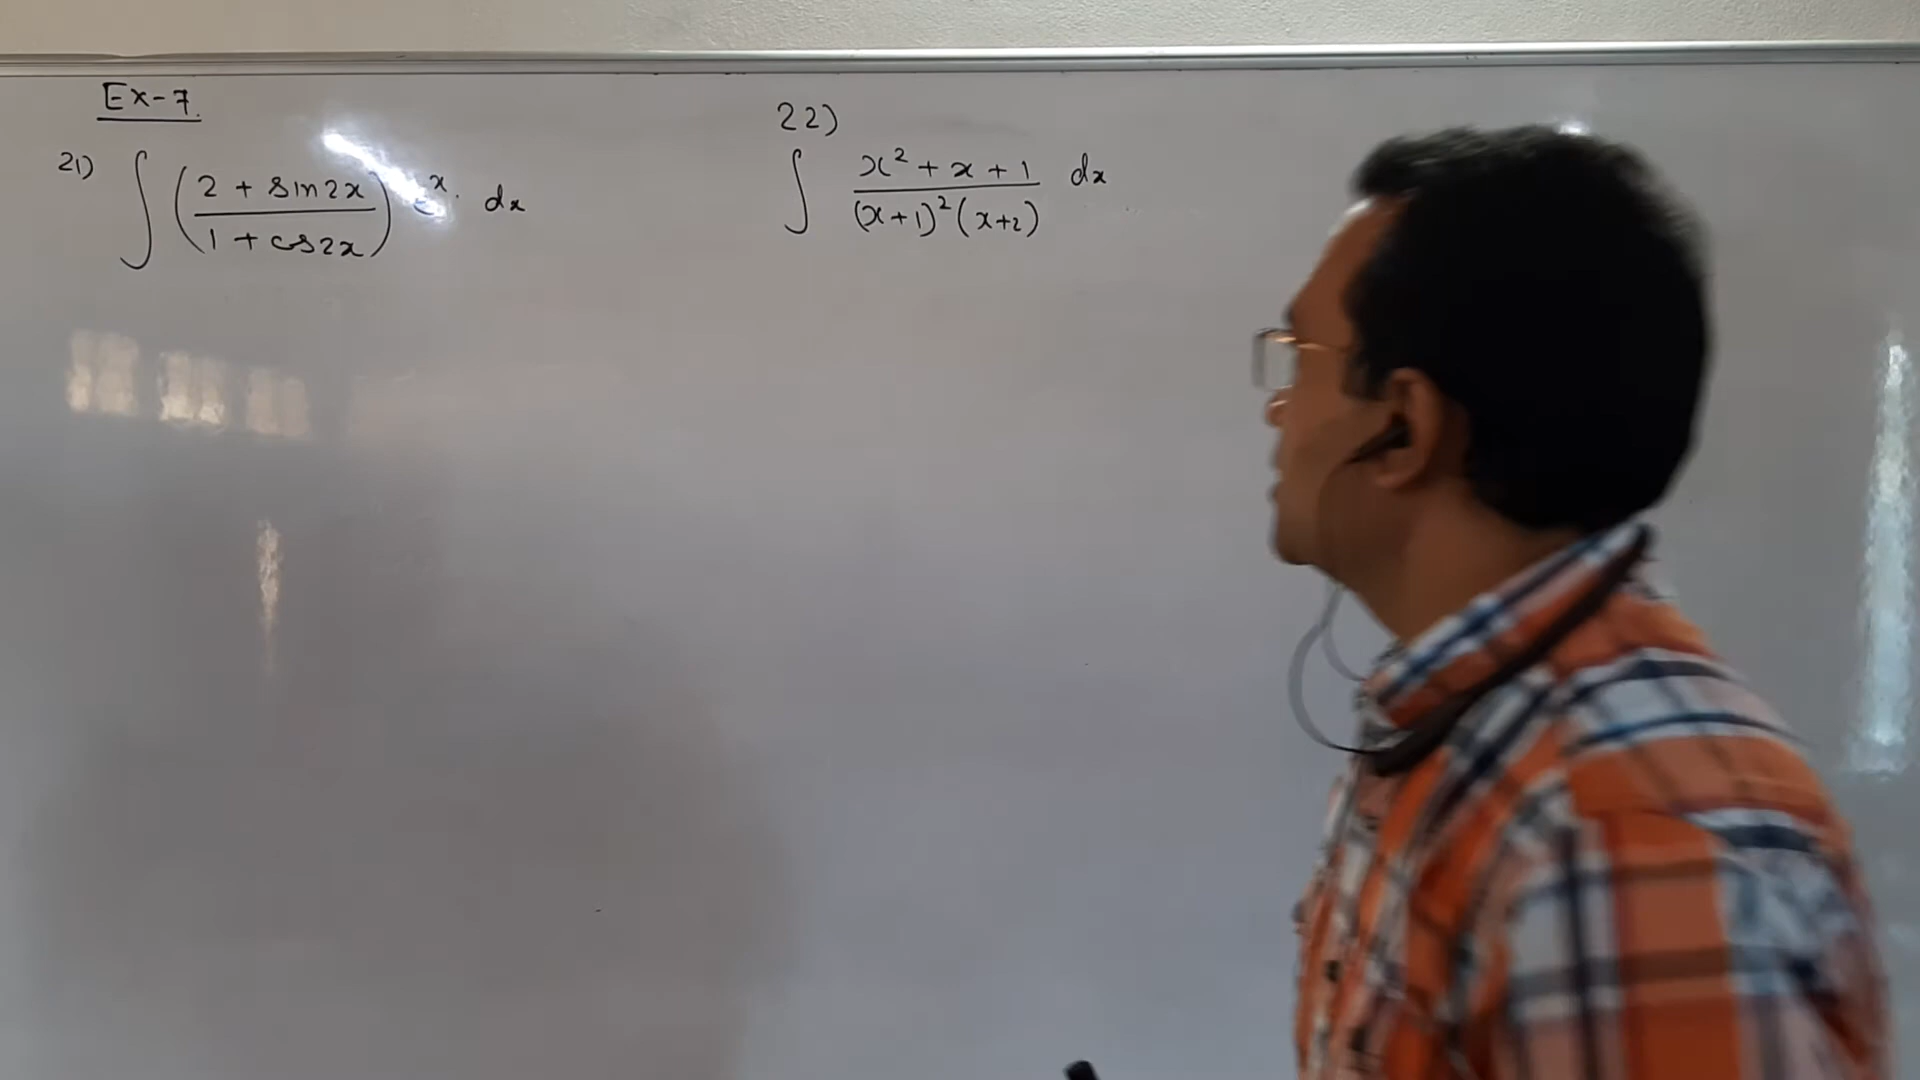 Ex-7.
21) ∫ ( (2 + sin2x) / (1 + cos2x) ) e^x. dx
22)
∫ (x² + x + 1) / ((x+1)² (x+2)) dx